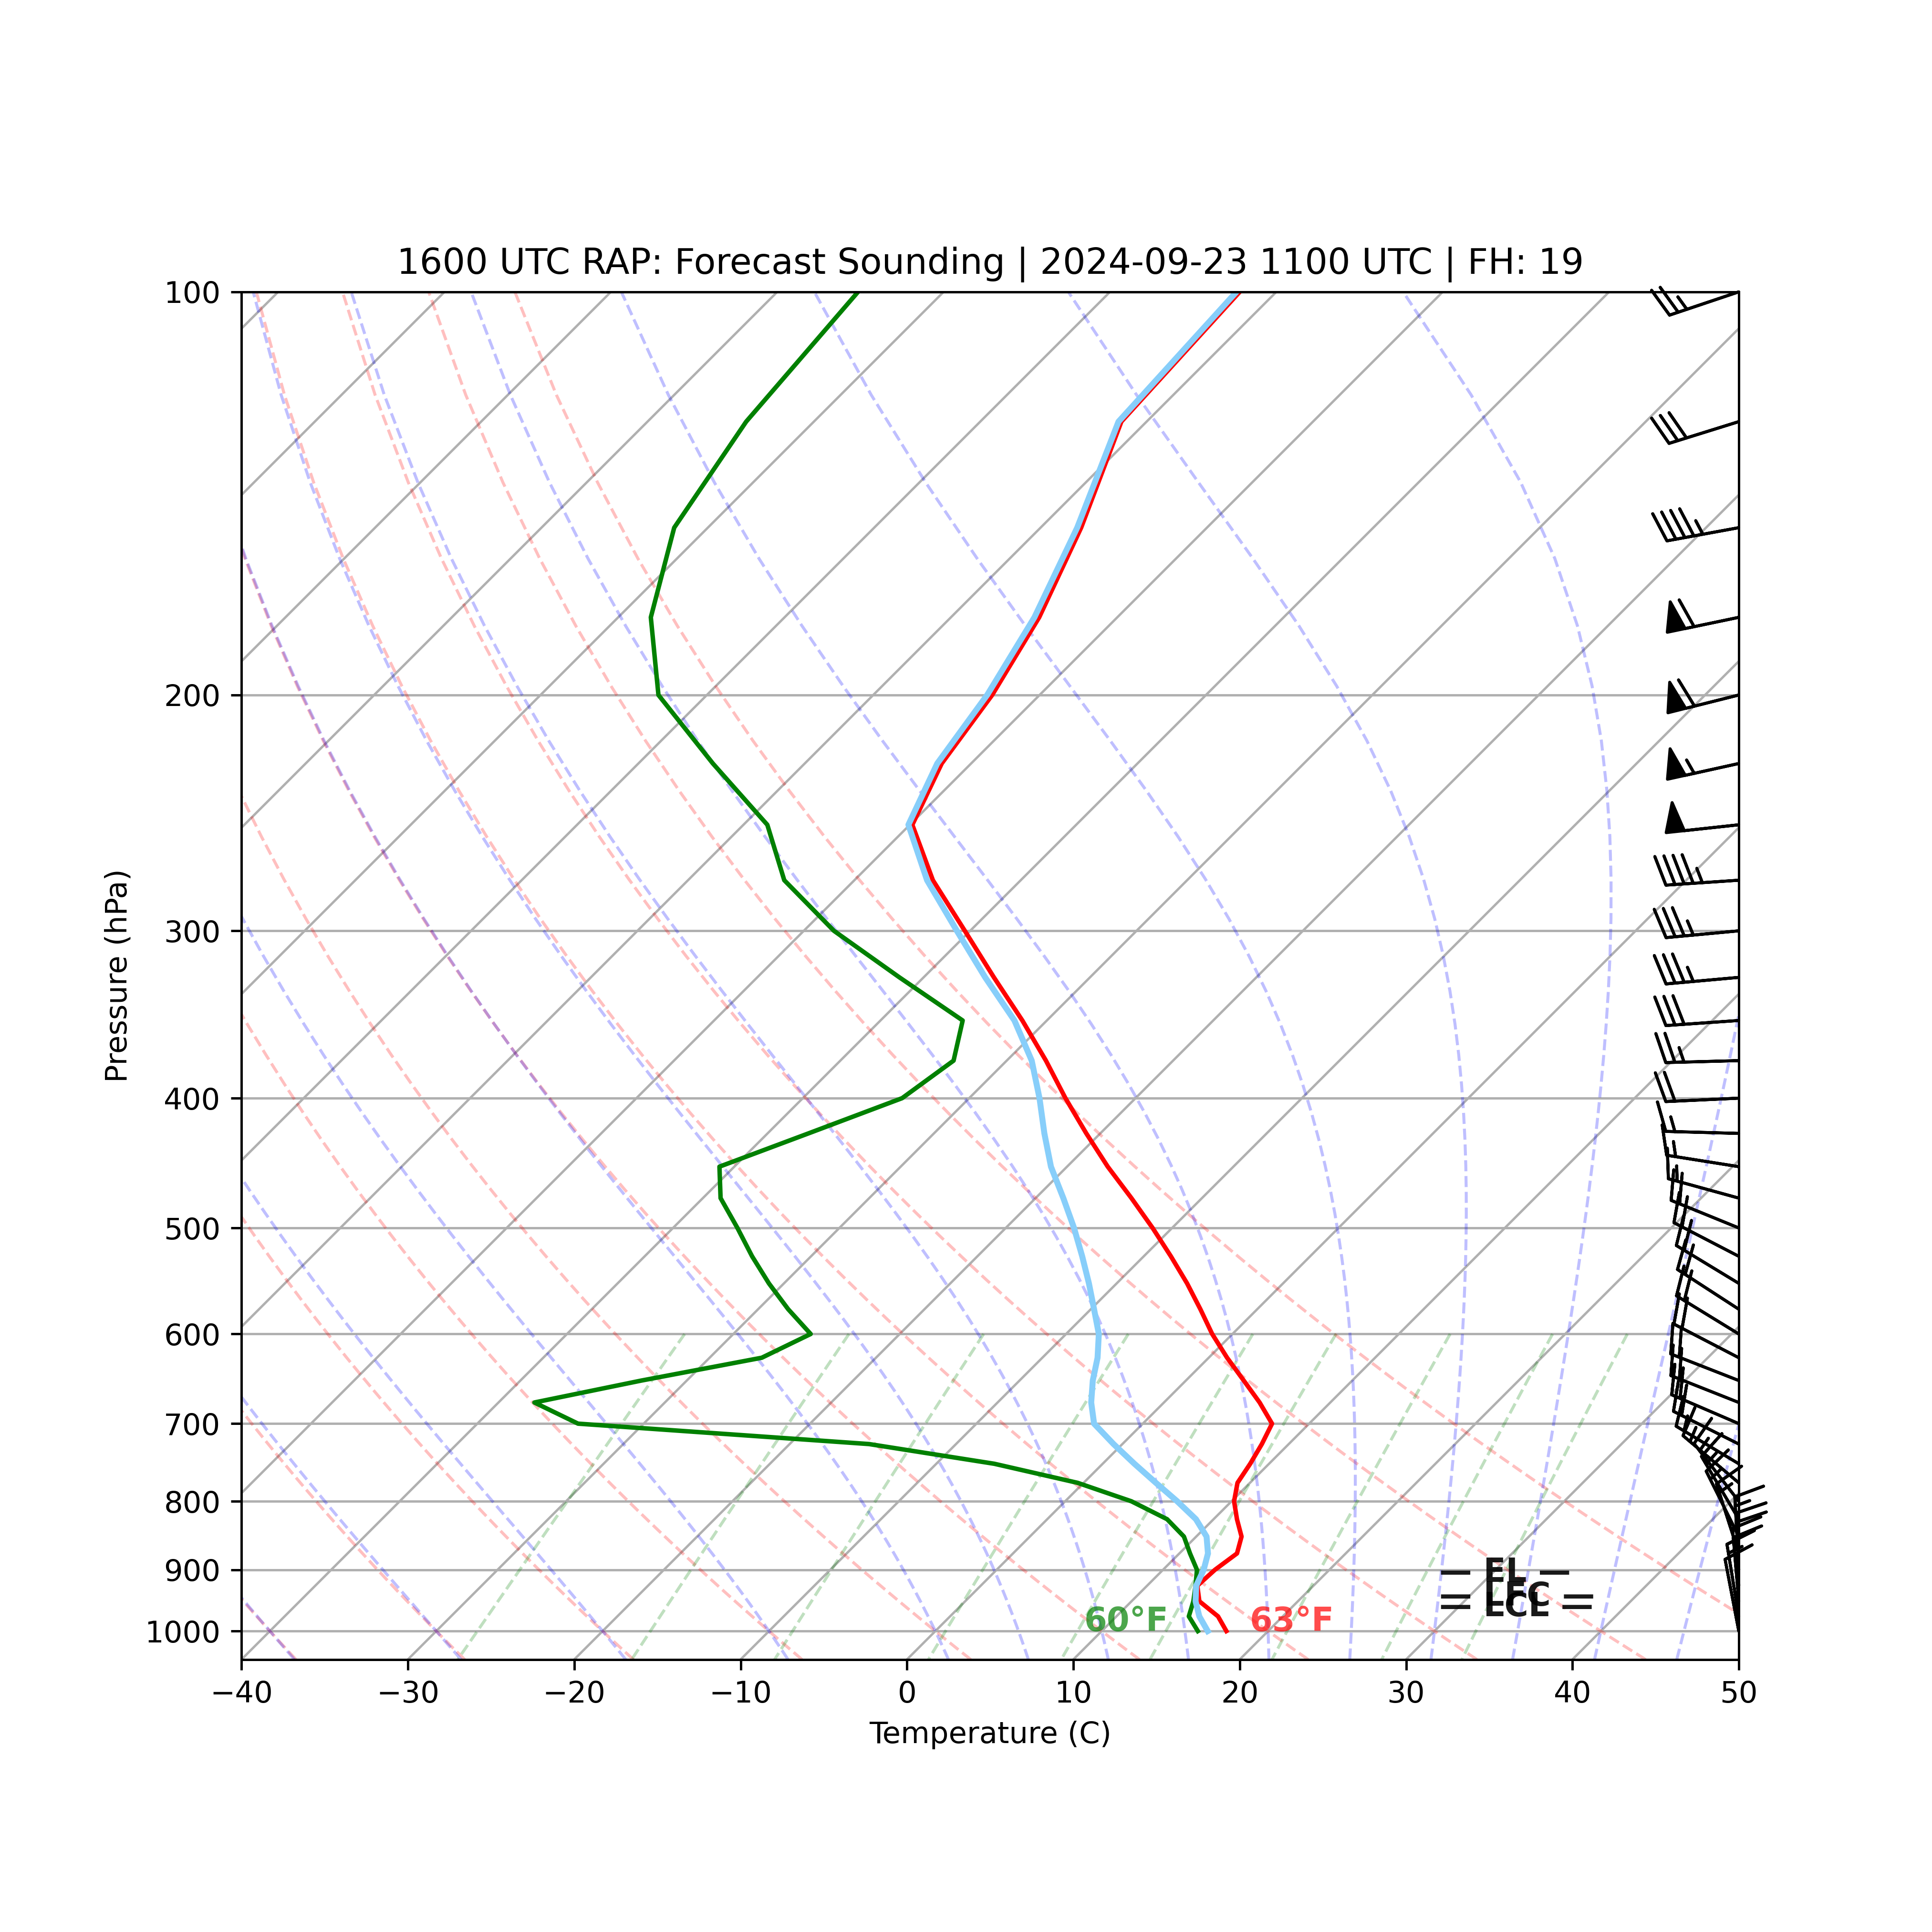 1600 UTC RAP: Forecast Sounding | 2024-09-23 1100 UTC | FH: 19
100
200
300
400
500
600
700
800
900
1000
Pressure (hPa)
— EL —
= LFC =
= LCL =
60°F
63°F
−40 −30 −20 −10 0 10 20 30 40 50
Temperature (C)